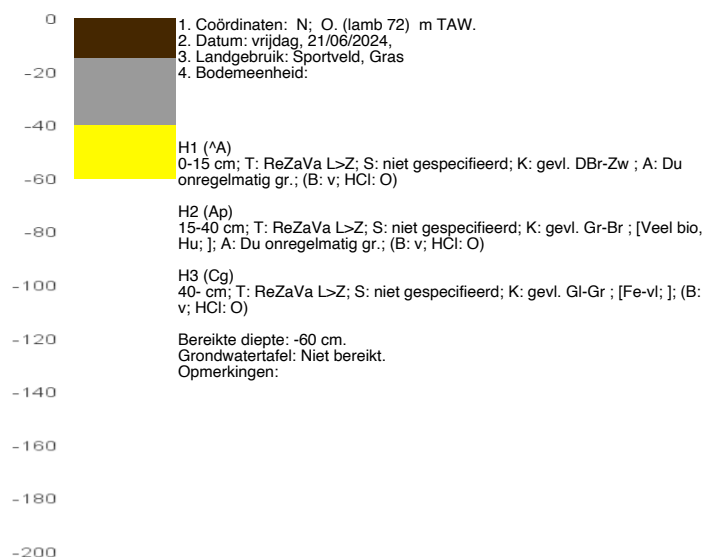 0
-20
-40
-60
-80
-100
-120
-140
-160
-180
-200
1. Coördinaten:  N;  O. (lamb 72)  m TAW.
2. Datum: vrijdag, 21/06/2024,
3. Landgebruik: Sportveld, Gras
4. Bodemeenheid:
H1 (^A)
0-15 cm; T: ReZaVa L>Z; S: niet gespecifieerd; K: gevl. DBr-Zw ; A: Du
onregelmatig gr.; (B: v; HCl: O)
H2 (Ap)
15-40 cm; T: ReZaVa L>Z; S: niet gespecifieerd; K: gevl. Gr-Br ; [Veel bio,
Hu; ]; A: Du onregelmatig gr.; (B: v; HCl: O)
H3 (Cg)
40- cm; T: ReZaVa L>Z; S: niet gespecifieerd; K: gevl. Gl-Gr ; [Fe-vl; ]; (B:
v; HCl: O)
Bereikte diepte: -60 cm.
Grondwatertafel: Niet bereikt.
Opmerkingen: